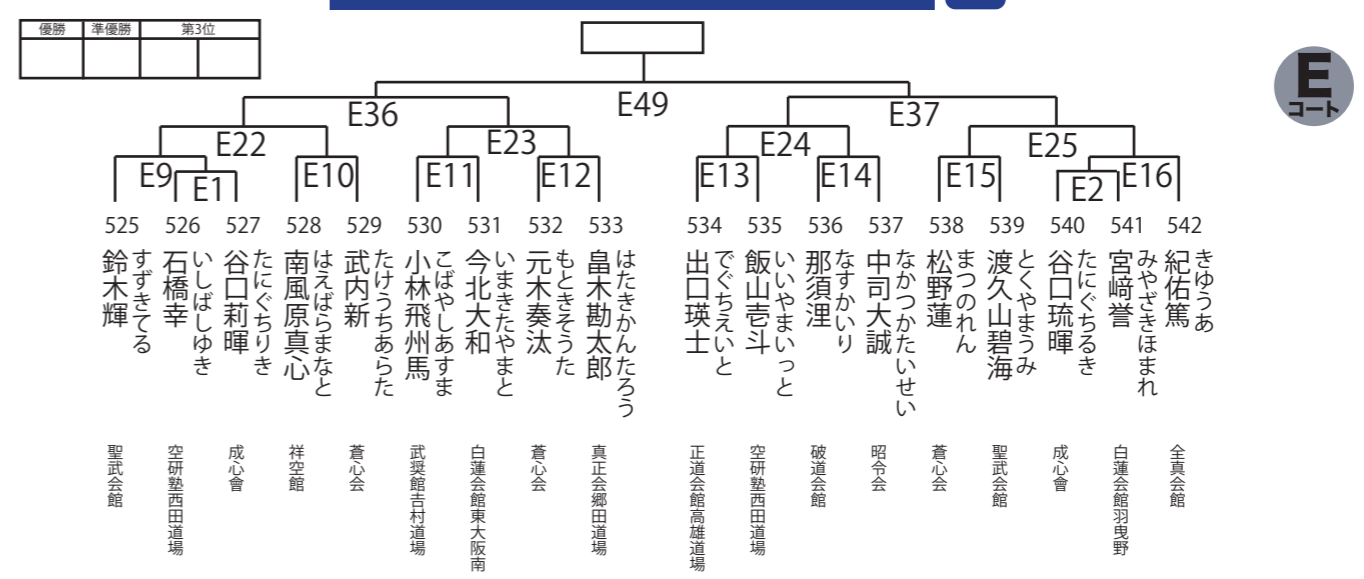 優勝 準優勝 第3位
E
コート
E49
E36 E37
E22 E23 E24 E25
E9 E10 E11 E12 E13 E14 E15 E16
E1 E2
525 526 527 528 529 530 531 532 533 534 535 536 537 538 539 540 541 542
鈴木輝 すずきてる
石橋幸 いしばしゆき
谷口莉暉 たにぐちりき
南風原真心 はえばらまなと
武内新 たけうちあらた
小林飛州馬 こばやしあすま
今北大和 いまきたやまと
元木奏汰 もときそうた
畠木勘太郎 はたきかんたろう
出口瑛士 でぐちえいと
飯山壱斗 いいやまいっと
那須浬 なすかいり
中司大誠 なかつかたいせい
松野蓮 まつのれん
渡久山碧海 とくやまうみ
谷口琉暉 たにぐちるき
宮﨑誉 みやざきほまれ
紀佑篤 きゆうあ
聖武会館
空研塾西田道場
成心會
祥空館
蒼心会
武奨館吉村道場
白蓮会館東大阪南
蒼心会
真正会郷田道場
正道会館高雄道場
空研塾西田道場
破道会館
昭令会
蒼心会
聖武会館
成心會
白蓮会館羽曳野
全真会館